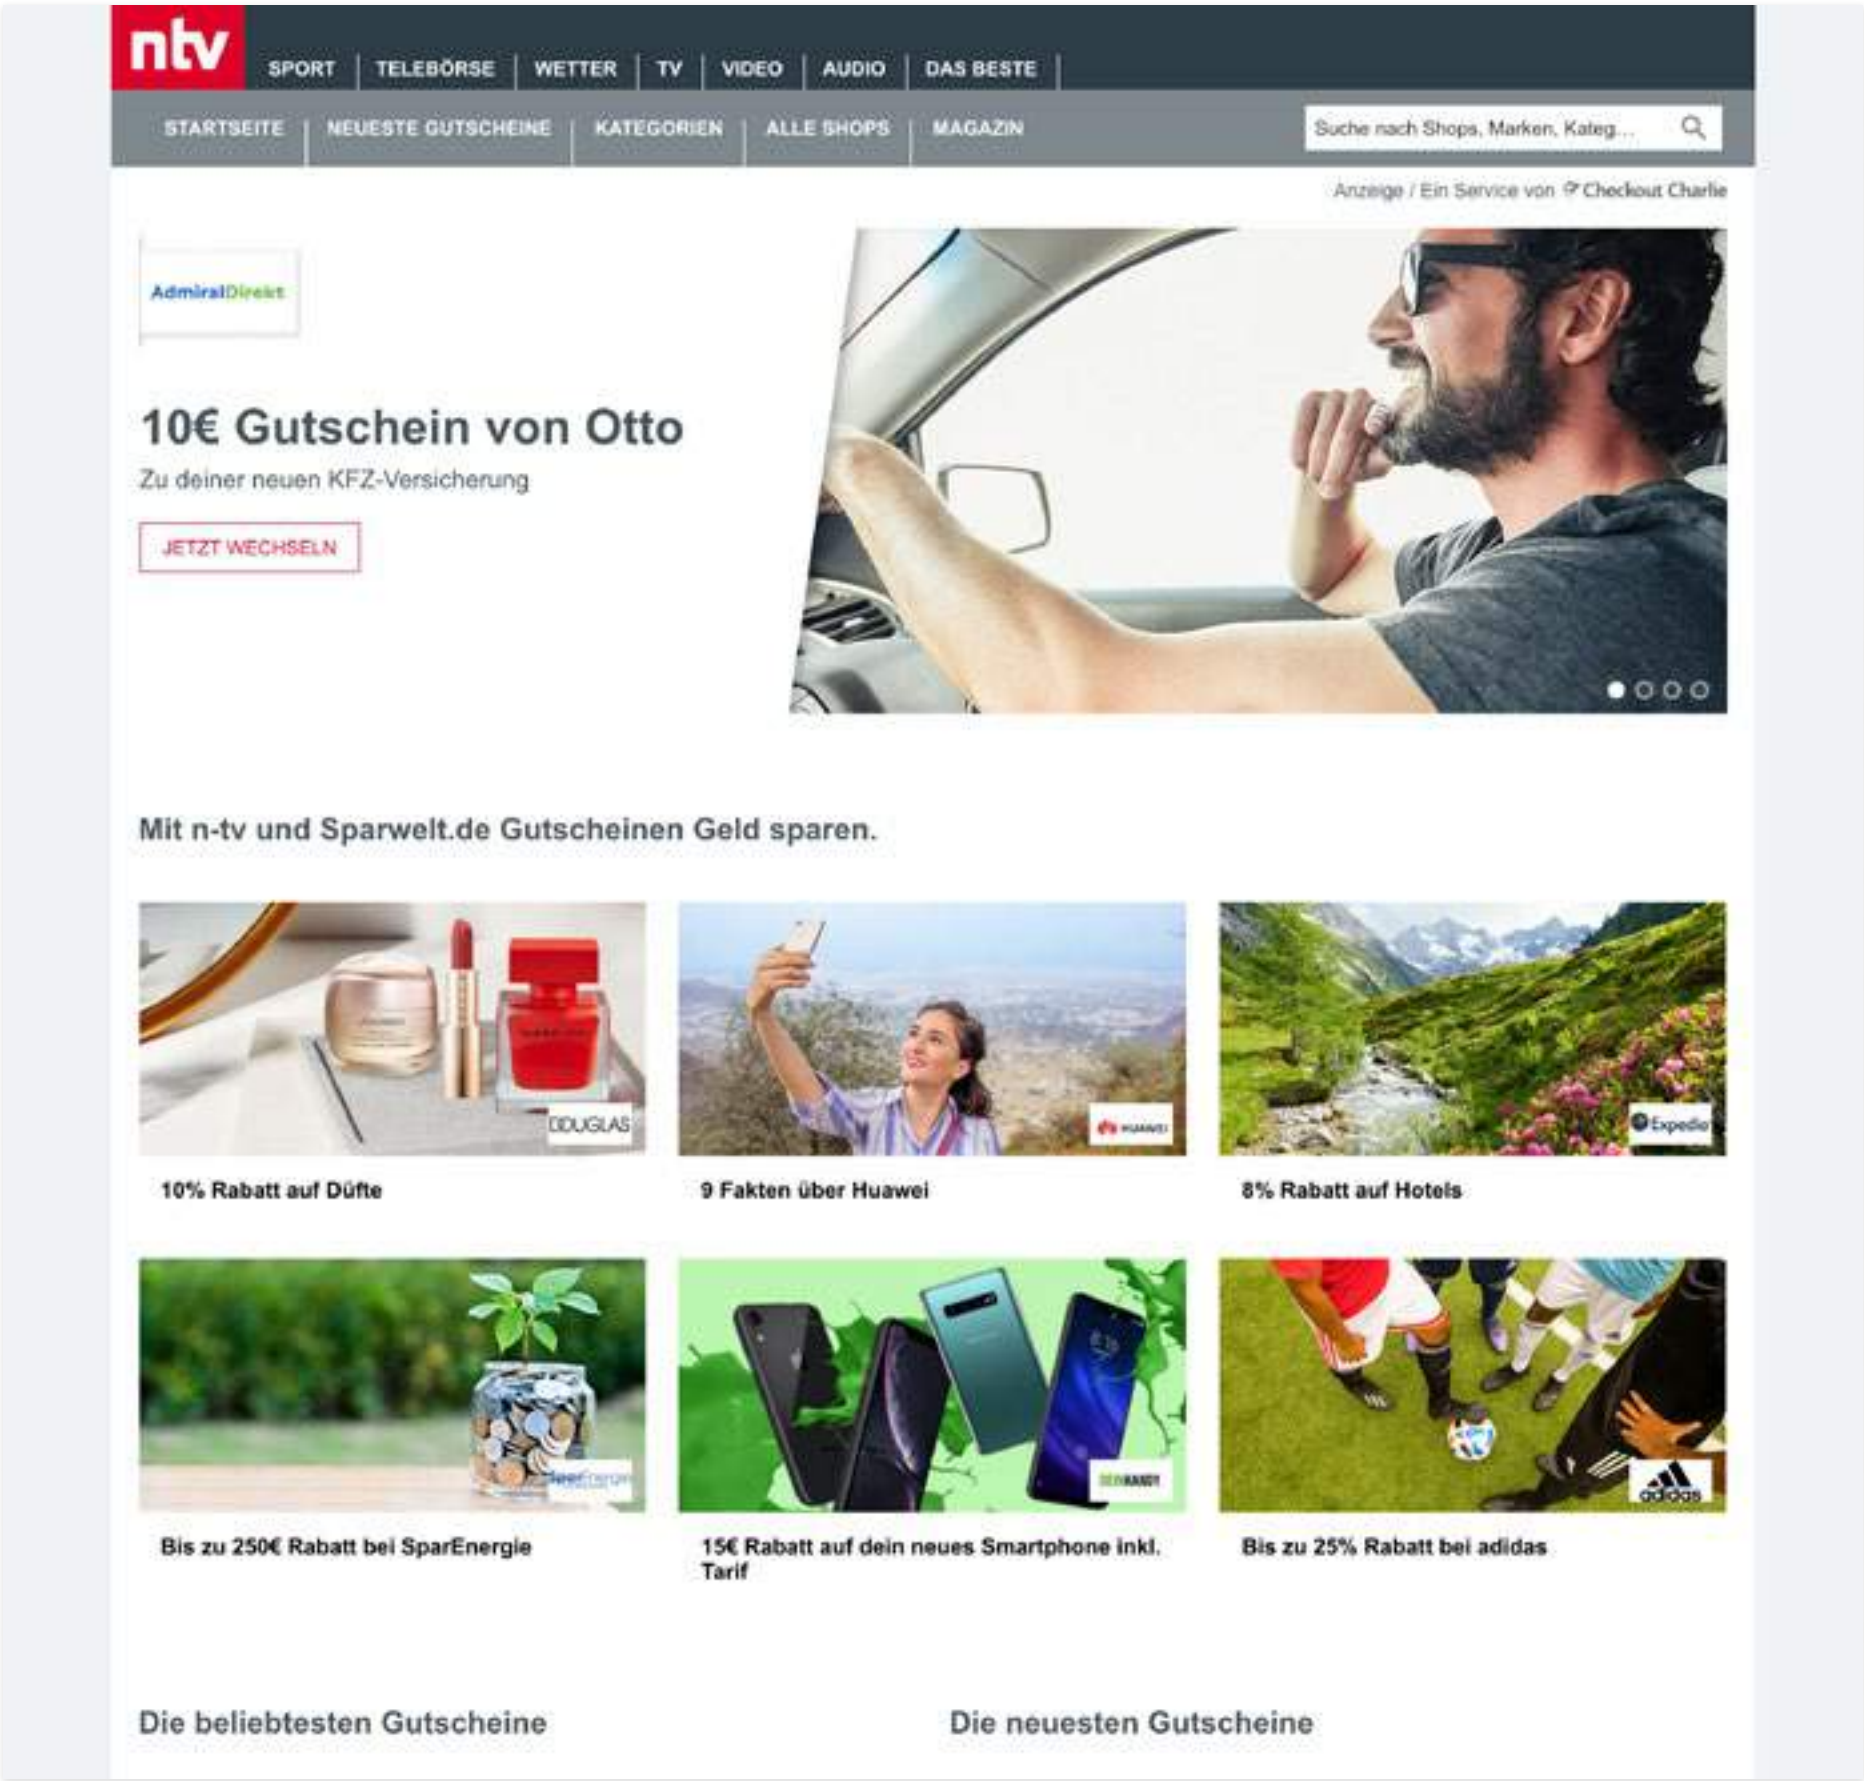 ntv
SPORT
TELEBÖRSE
WETTER
TV
VIDEO
AUDIO
DAS BESTE
STARTSEITE
NEUESTE GUTSCHEINE
KATEGORIEN
ALLE SHOPS
MAGAZIN
Suche nach Shops, Marken, Kateg...
Anzeige / Ein Service von Checkout Charlie
AdmiralDirekt
10€ Gutschein von Otto
Zu deiner neuen KFZ-Versicherung
JETZT WECHSELN
Mit n-tv und Sparwelt.de Gutscheinen Geld sparen.
DOUGLAS
HUAWEI
Expedia
10% Rabatt auf Düfte
9 Fakten über Huawei
8% Rabatt auf Hotels
SparEnergie
DEINHANDY
adidas
Bis zu 250€ Rabatt bei SparEnergie
15€ Rabatt auf dein neues Smartphone inkl.
Tarif
Bis zu 25% Rabatt bei adidas
Die beliebtesten Gutscheine
Die neuesten Gutscheine